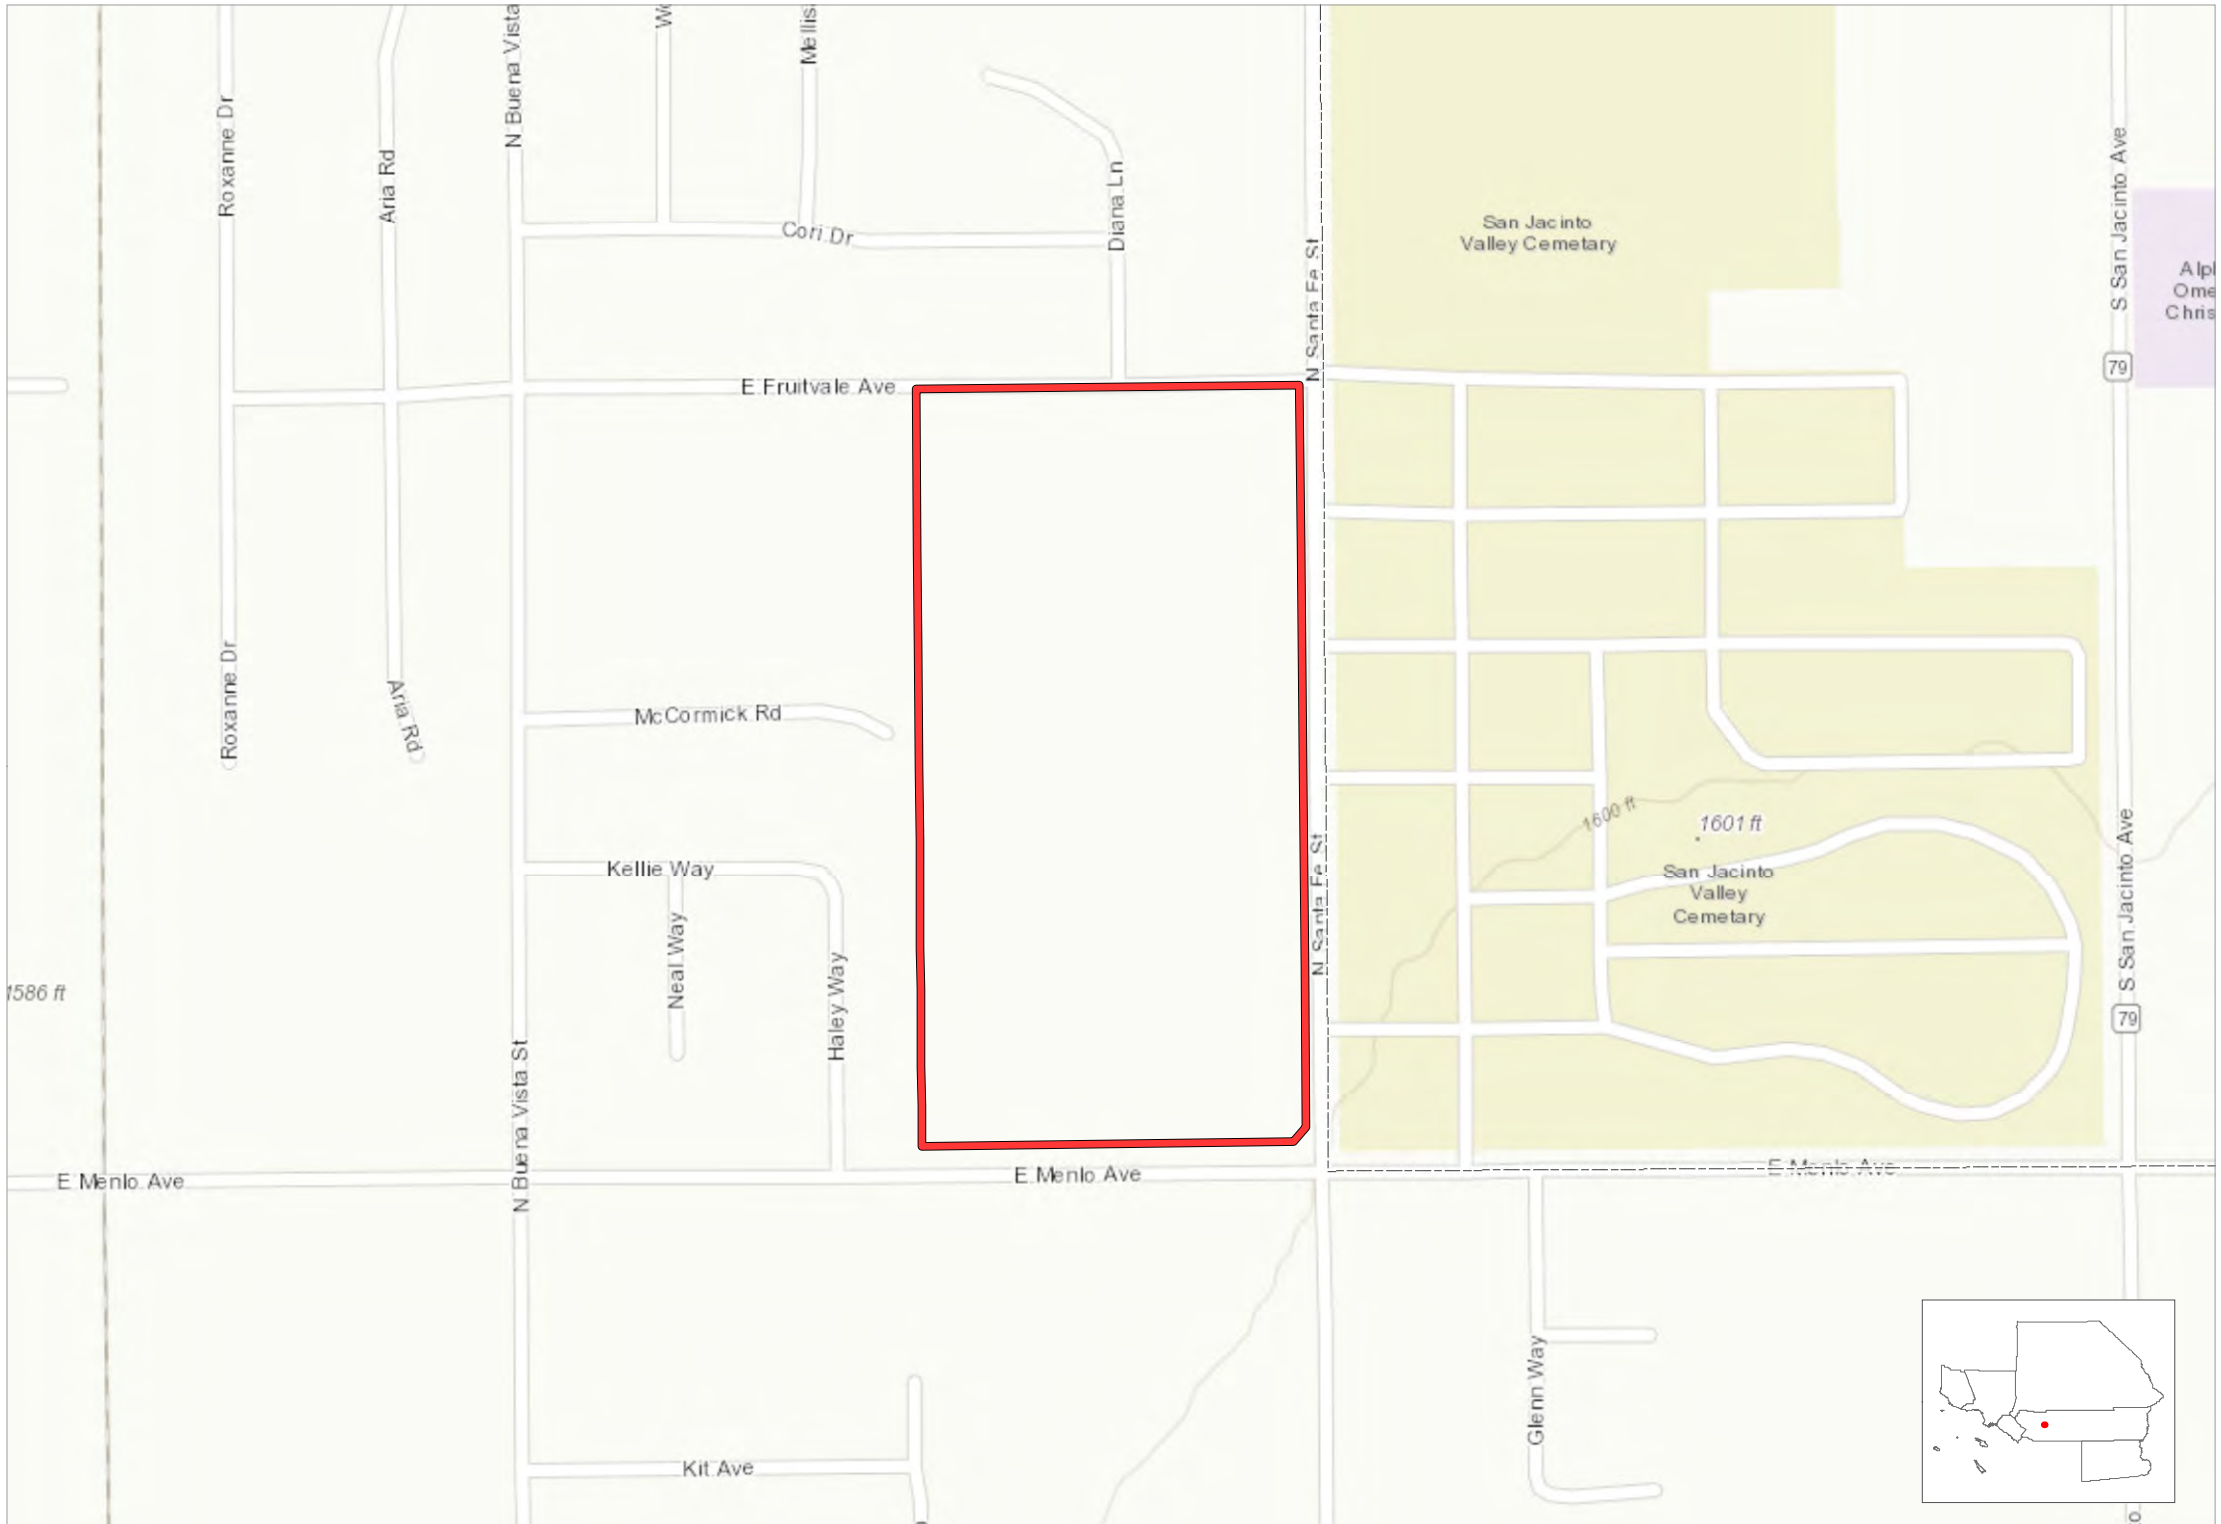 N Buena Vista
Roxanne Dr
Aria Rd
Diana Ln
Cori Dr
San Jacinto
Valley Cemetary
N Santa Fe St
S San Jacinto Ave
79
E Fruitvale Ave
Roxanne Dr
Aria Rd
McCormick Rd
1600 ft
1601 ft
Kellie Way
San Jacinto
Valley
Cemetary
N Santa Fe St
S San Jacinto Ave
Neal Way
Haley Way
1586 ft
79
N Buena Vista St
E Menlo Ave
E Menlo Ave
E Menlo Ave
Glenn Way
Kit Ave